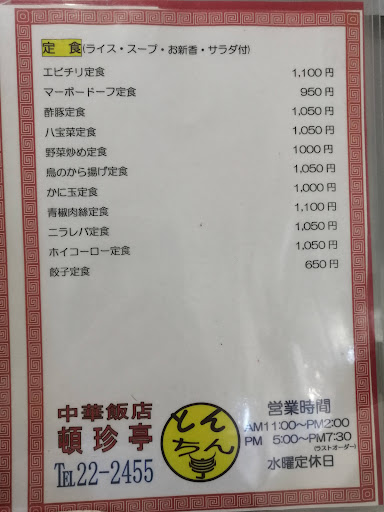 定食(ライス・スープ・お新香・サラダ付)
エビチリ定食 1,100円
マーボードーフ定食 950円
酢豚定食 1,050円
八宝菜定食 1,050円
野菜炒め定食 1000円
鳥のから揚げ定食 1,050円
かに玉定食 1,000円
青椒肉絲定食 1,100円
ニラレバ定食 1,050円
ホイコーロー定食 1,050円
餃子定食 650円
中華飯店
頓珍亭
TEL22-2455
とん
ちん
亭
営業時間
AM11:00〜PM2:00
PM 5:00〜PM7:30
(ラストオーダー)
水曜定休日